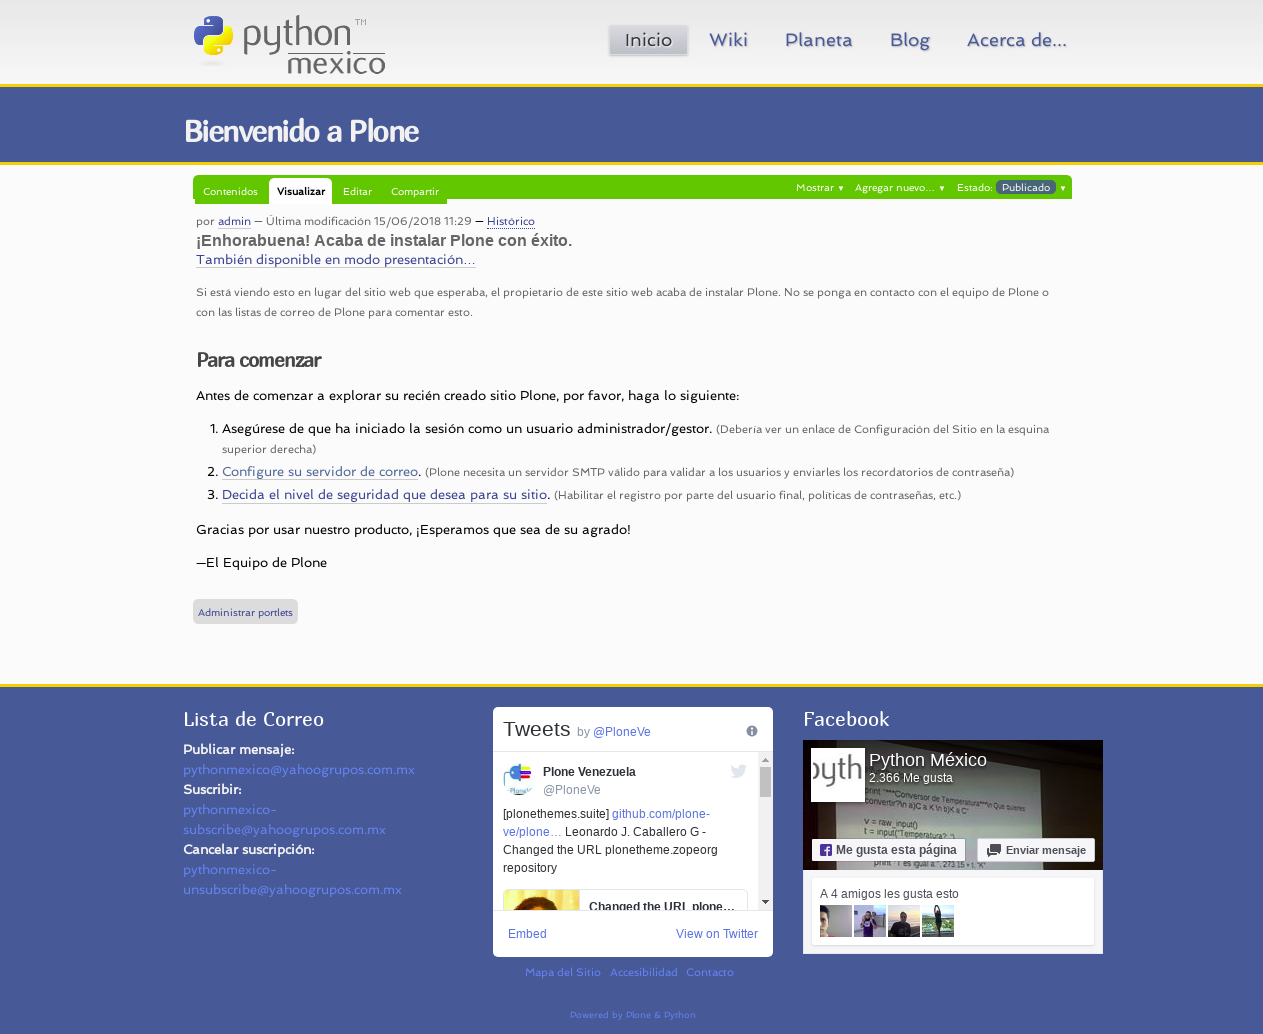 python™
mexico
Inicio Wiki Planeta Blog Acerca de...
Bienvenido a Plone
Contenidos Visualizar Editar Compartir Mostrar ▼ Agregar nuevo… ▼ Estado: Publicado ▼
por admin — Última modificación 15/06/2018 11:29 — Histórico
¡Enhorabuena! Acaba de instalar Plone con éxito.
También disponible en modo presentación…
Si está viendo esto en lugar del sitio web que esperaba, el propietario de este sitio web acaba de instalar Plone. No se ponga en contacto con el equipo de Plone o
con las listas de correo de Plone para comentar esto.
Para comenzar
Antes de comenzar a explorar su recién creado sitio Plone, por favor, haga lo siguiente:
1. Asegúrese de que ha iniciado la sesión como un usuario administrador/gestor. (Debería ver un enlace de Configuración del Sitio en la esquina
superior derecha)
2. Configure su servidor de correo. (Plone necesita un servidor SMTP válido para validar a los usuarios y enviarles los recordatorios de contraseña)
3. Decida el nivel de seguridad que desea para su sitio. (Habilitar el registro por parte del usuario final, políticas de contraseñas, etc.)
Gracias por usar nuestro producto, ¡Esperamos que sea de su agrado!
—El Equipo de Plone
Administrar portlets
Lista de Correo
Publicar mensaje:
pythonmexico@yahoogrupos.com.mx
Suscribir:
pythonmexico-
subscribe@yahoogrupos.com.mx
Cancelar suscripción:
pythonmexico-
unsubscribe@yahoogrupos.com.mx
Tweets by @PloneVe
Plone Venezuela
@PloneVe
[plonethemes.suite] github.com/plone-
ve/plone… Leonardo J. Caballero G -
Changed the URL plonetheme.zopeorg
repository
Changed the URL plone…
Embed View on Twitter
Facebook
pyth
Python México
2.366 Me gusta
print """Conversor de Temperatura***\n Que quieres
convertir?\n a)C a K \n b)K a C
v = raw_input()
t = input("Temperatura?: ")
Me gusta esta página Enviar mensaje
A 4 amigos les gusta esto
Mapa del Sitio Accesibilidad Contacto
Powered by Plone & Python